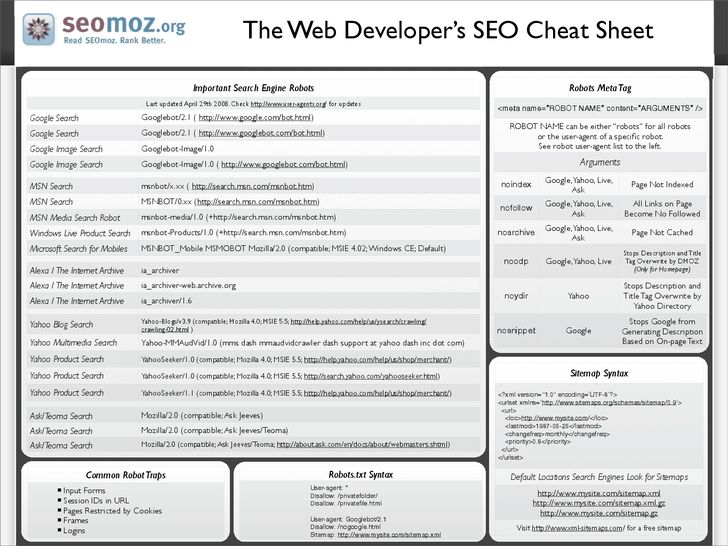 seomoz.org
Read SEOmoz. Rank Better.
The Web Developer's SEO Cheat Sheet
Important Search Engine Robots
Last updated April 29th 2008. Check http://www.user-agents.org/ for updates
Google Search Googlebot/2.1 ( http://www.google.com/bot.html)
Google Search Googlebot/2.1 ( http://www.googlebot.com/bot.html)
Google Image Search Googlebot-Image/1.0
Google Image Search Googlebot-Image/1.0 ( http://www.googlebot.com/bot.html)
MSN Search msnbot/x.xx ( http://search.msn.com/msnbot.htm)
MSN Search MSNBOT/0.xx (http://search.msn.com/msnbot.htm)
MSN Media Search Robot msnbot-media/1.0 (+http://search.msn.com/msnbot.htm)
Windows Live Product Search msnbot-Products/1.0 (+http://search.msn.com/msnbot.htm)
Microsoft Search for Mobiles MSNBOT_Mobile MSMOBOT Mozilla/2.0 (compatible; MSIE 4.02; Windows CE; Default)
Alexa / The Internet Archive ia_archiver
Alexa / The Internet Archive ia_archiver-web.archive.org
Alexa / The Internet Archive ia_archiver/1.6
Yahoo Blog Search Yahoo-Blogs/v3.9 (compatible; Mozilla 4.0; MSIE 5.5; http://help.yahoo.com/help/us/ysearch/crawling/
crawling-02.html )
Yahoo Multimedia Search Yahoo-MMAudVid/1.0 (mms dash mmaudvidcrawler dash support at yahoo dash inc dot com)
Yahoo Product Search YahooSeeker/1.0 (compatible; Mozilla 4.0; MSIE 5.5; http://help.yahoo.com/help/us/shop/merchant/)
Yahoo Product Search YahooSeeker/1.0 (compatible; Mozilla 4.0; MSIE 5.5; http://search.yahoo.com/yahooseeker.html)
Yahoo Product Search YahooSeeker/1.1 (compatible; Mozilla 4.0; MSIE 5.5; http://help.yahoo.com/help/us/shop/merchant/)
Ask/Teoma Search Mozilla/2.0 (compatible; Ask Jeeves)
Ask/Teoma Search Mozilla/2.0 (compatible; Ask Jeeves/Teoma)
Ask/Teoma Search Mozilla/2.0 (compatible; Ask Jeeves/Teoma; http://about.ask.com/en/docs/about/webmasters.shtml)
Common Robot Traps
Input Forms
Session IDs in URL
Pages Restricted by Cookies
Frames
Logins
Robots.txt Syntax
User-agent: *
Disallow: /privatefolder/
Disallow: /privatefile.html
User-agent: Googlebot/2.1
Disallow: /nogoogle.html
Sitemap: http://www.mysite.com/sitemap.xml
Robots Meta Tag
<meta name="ROBOT NAME" content="ARGUMENTS" />
ROBOT NAME can be either "robots" for all robots
or the user-agent of a specific robot.
See robot user-agent list to the left.
Arguments
noindex Google, Yahoo, Live, Ask Page Not Indexed
nofollow Google, Yahoo, Live, Ask All Links on Page Become No Followed
noarchive Google, Yahoo, Live, Ask Page Not Cached
noodp Google, Yahoo, Live Stops Description and Title Tag Overwrite by DMOZ (Only for Homepage)
noydir Yahoo Stops Description and Title Tag Overwrite by Yahoo Directory
nosnippet Google Stops Google from Generating Description Based on On-page Text
Sitemap Syntax
<?xml version="1.0" encoding="UTF-8"?>
<urlset xmlns="http://www.sitemaps.org/schemas/sitemap/0.9">
<url>
<loc>http://www.mysite.com/</loc>
<lastmod>1987-05-25</lastmod>
<changefreq>monthly</changefreq>
<priority>0.8</priority>
</url>
</urlset>
Default Locations Search Engines Look for Sitemaps
http://www.mysite.com/sitemap.xml
http://www.mysite.com/sitemap.xml.gz
http://www.mysite.com/sitemap.gz
Visit http://www.xml-sitemaps.com/ for a free sitemap